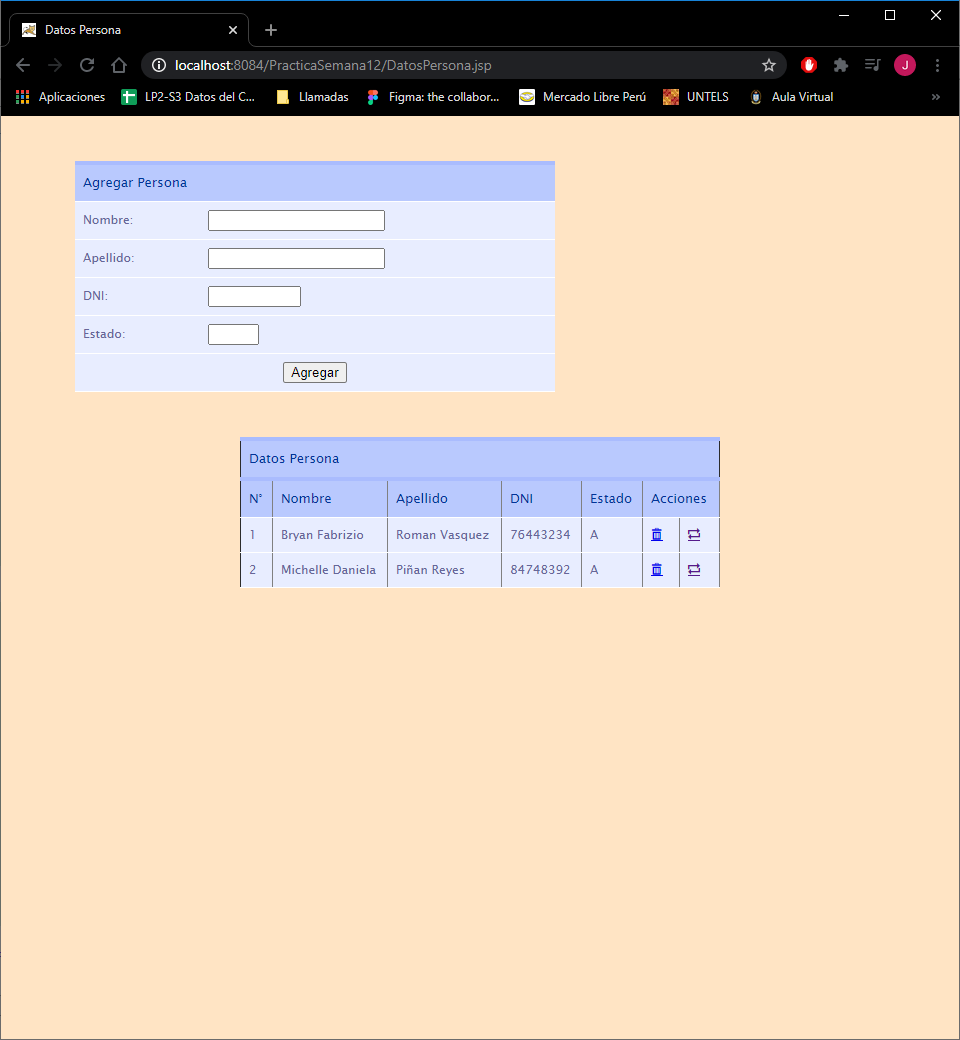 Datos Persona
localhost:8084/PracticaSemana12/DatosPersona.jsp
J
Aplicaciones LP2-S3 Datos del C... Llamadas Figma: the collabor... Mercado Libre Perú UNTELS Aula Virtual »
Agregar Persona
Nombre:
Apellido:
DNI:
Estado:
Agregar
Datos Persona
N° Nombre Apellido DNI Estado Acciones
1 Bryan Fabrizio Roman Vasquez 76443234 A
2 Michelle Daniela Piñan Reyes 84748392 A